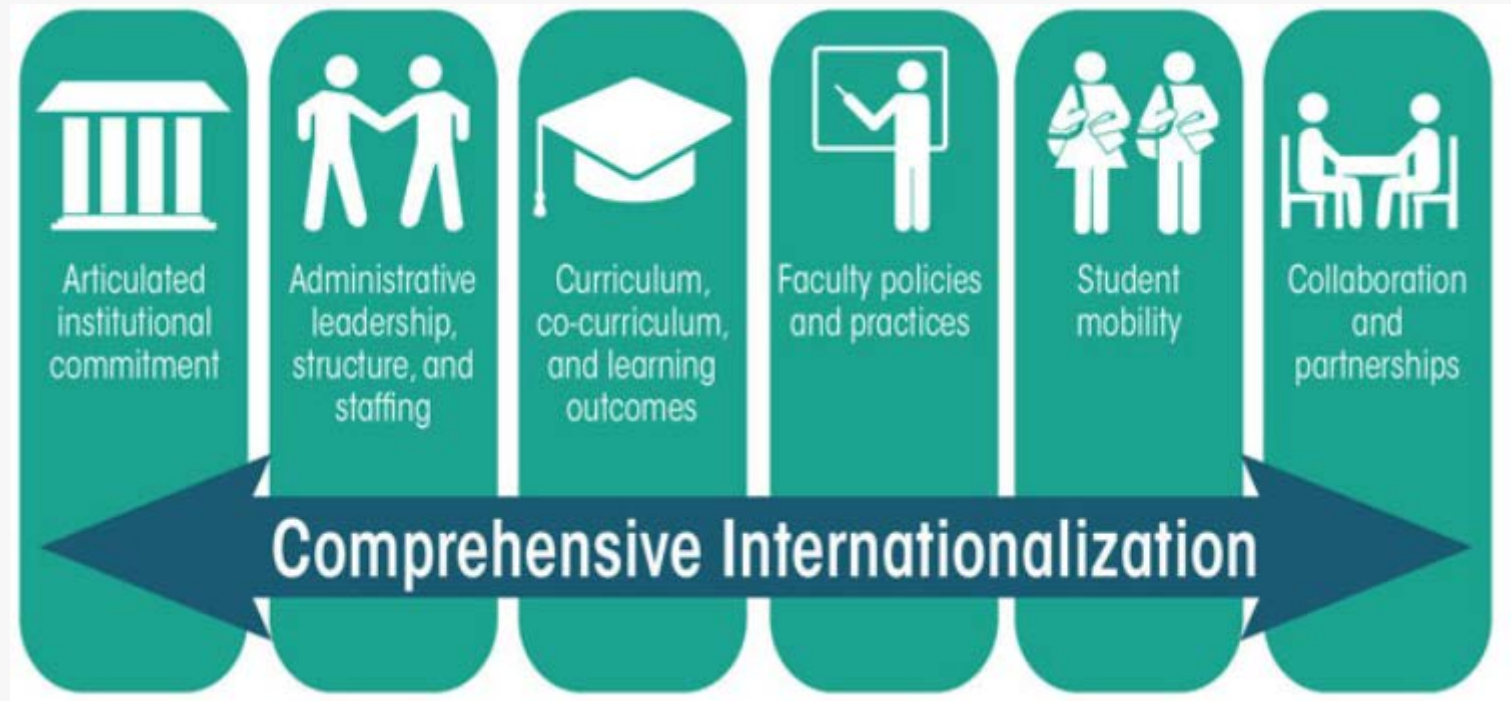 Articulated
institutional
commitment
Administrative
leadership,
structure, and
staffing
Curriculum,
co-curriculum,
and learning
outcomes
Faculty policies
and practices
Student
mobility
Collaboration
and
partnerships
Comprehensive Internationalization